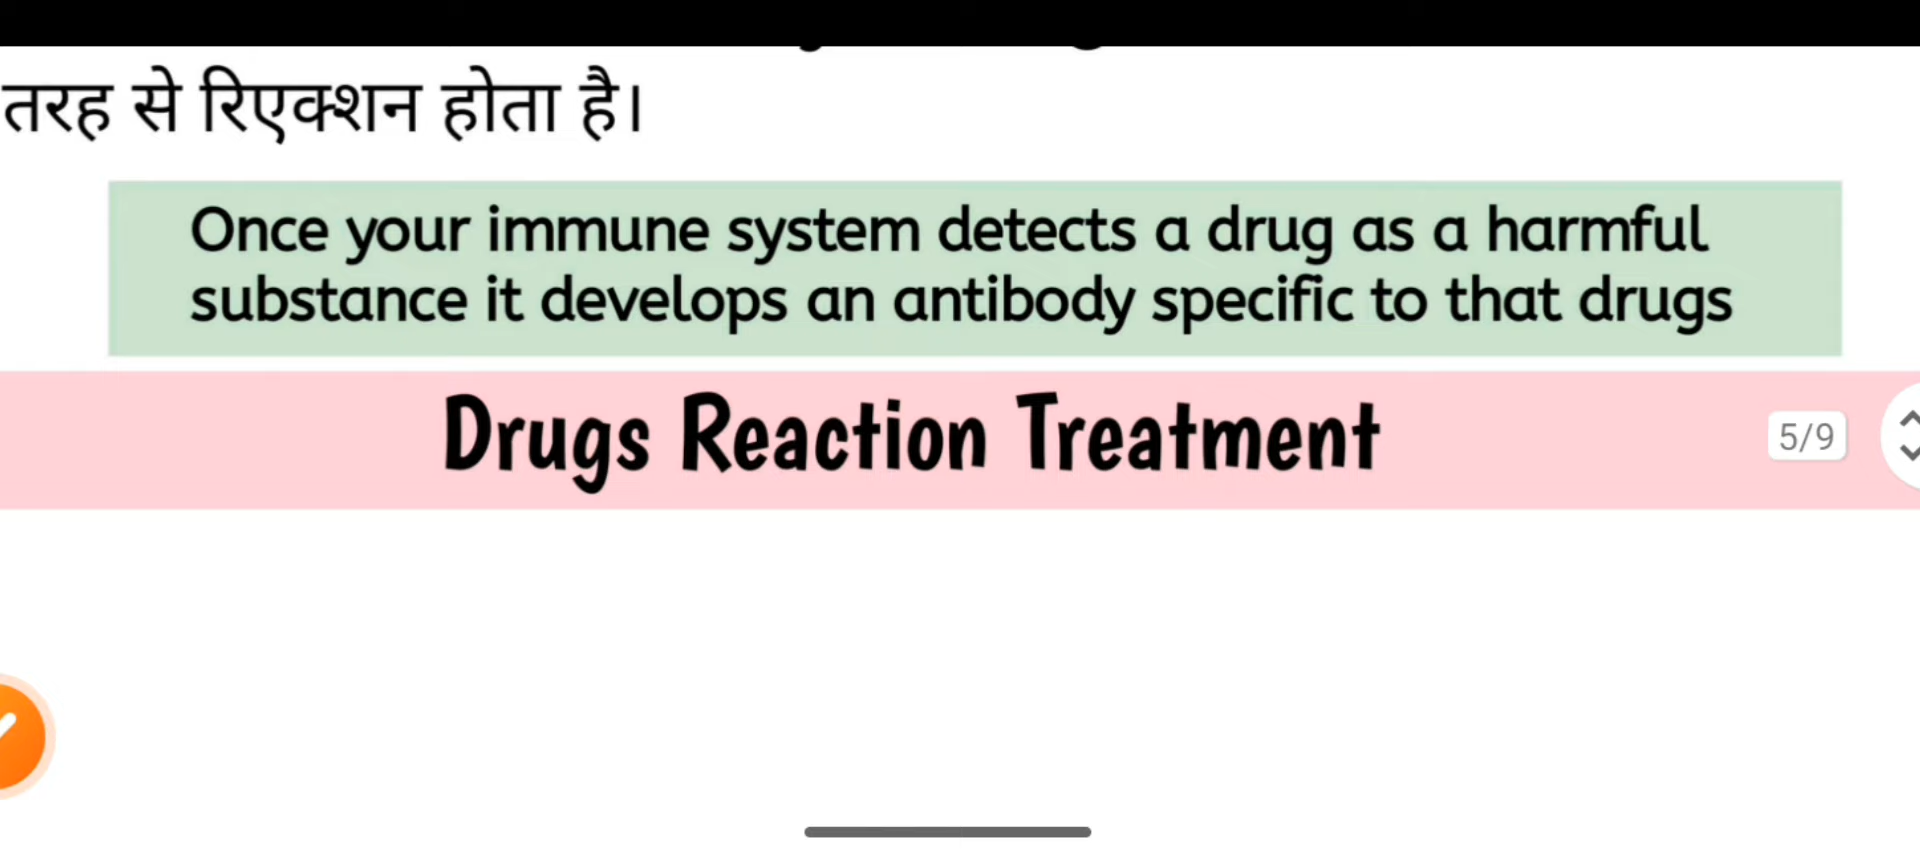 तरह से रिएक्शन होता है।
Once your immune system detects a drug as a harmful
substance it develops an antibody specific to that drugs
Drugs Reaction Treatment
5/9